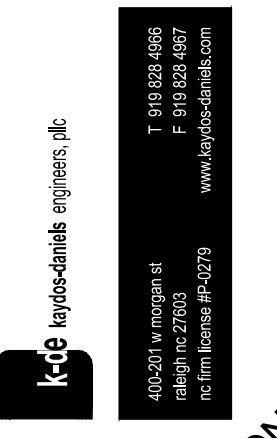 k-de kaydos-daniels engineers, pllc
400-201 w morgan st T 919 828 4966
raleigh nc 27603 F 919 828 4967
nc firm license #P-0279 www.kaydos-daniels.com